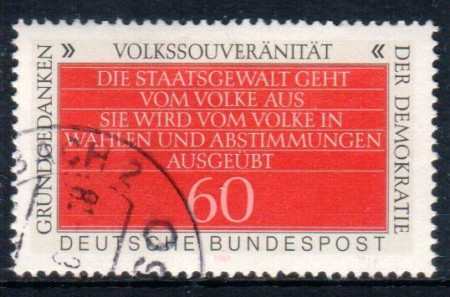 GRUNDGEDANKEN
» VOLKSSOUVERÄNITÄT «
DER DEMOKRATIE
DIE STAATSGEWALT GEHT
VOM VOLKE AUS
SIE WIRD VOM VOLKE IN
WAHLEN UND ABSTIMMUNGEN
AUSGEÜBT
60
DEUTSCHE BUNDESPOST